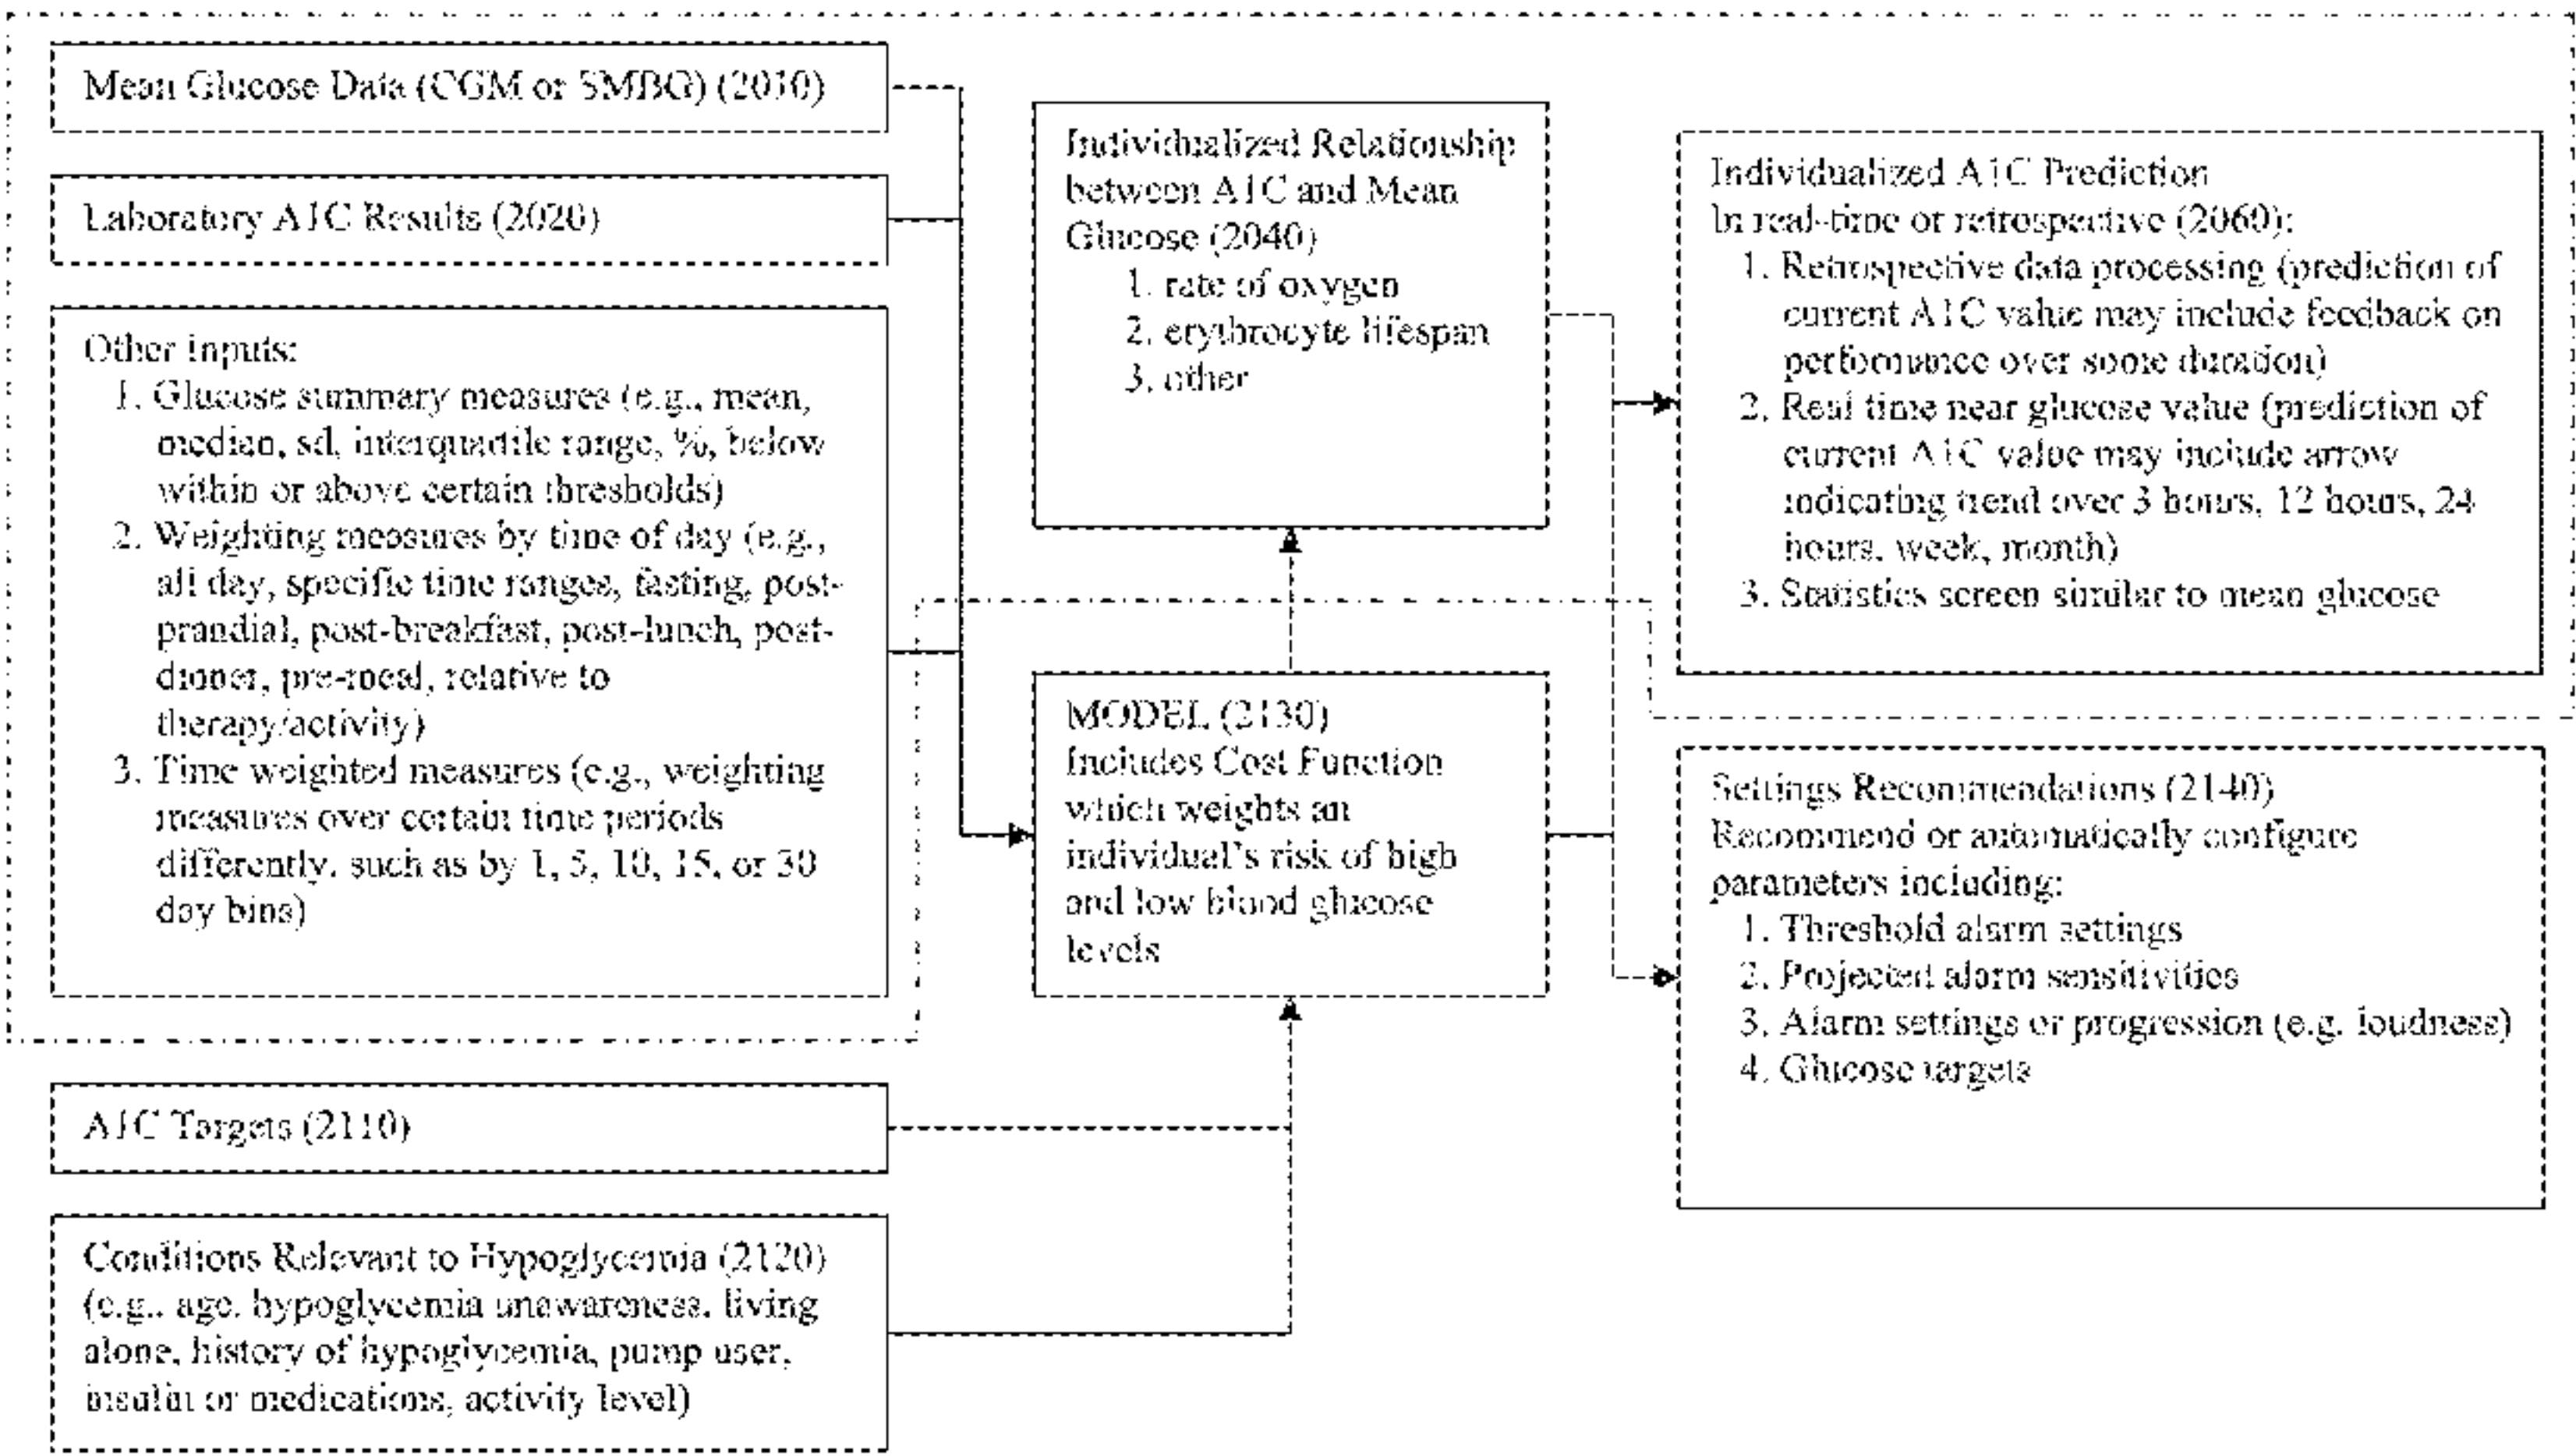 Mean Glucose Data (CGM or SMBG) (2010)
Laboratory A1C Results (2020)
Other Inputs:
1. Glucose summary measures (e.g., mean,
median, sd, interquartile range, %, below
within or above certain thresholds)
2. Weighting measures by time of day (e.g.,
all day, specific time ranges, fasting, post-
prandial, post-breakfast, post-lunch, post-
dinner, pre-meal, relative to
therapy/activity)
3. Time weighted measures (e.g., weighting
measures over certain time periods
differently, such as by 1, 5, 10, 15, or 30
day bins)
A1C Targets (2110)
Conditions Relevant to Hypoglycemia (2120)
(e.g., age, hypoglycemia unawareness, living
alone, history of hypoglycemia, pump user,
insulin or medications, activity level)
Individualized Relationship
between A1C and Mean
Glucose (2040)
1. rate of oxygen
2. erythrocyte lifespan
3. other
MODEL (2130)
Includes Cost Function
which weights an
individual's risk of high
and low blood glucose
levels
Individualized A1C Prediction
In real-time or retrospective (2060):
1. Retrospective data processing (prediction of
current A1C value may include feedback on
performance over some duration)
2. Real time near glucose value (prediction of
current A1C value may include arrow
indicating trend over 3 hours, 12 hours, 24
hours, week, month)
3. Statistics screen similar to mean glucose
Settings Recommendations (2140)
Recommend or automatically configure
parameters including:
1. Threshold alarm settings
2. Projected alarm sensitivities
3. Alarm settings or progression (e.g. loudness)
4. Glucose targets